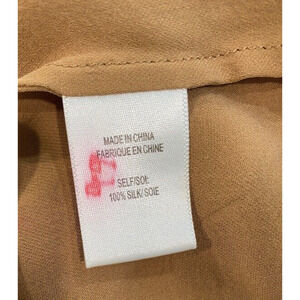 MADE IN CHINA
FABRIQUE EN CHINE
SELF/SOI:
100% SILK/ SOIE